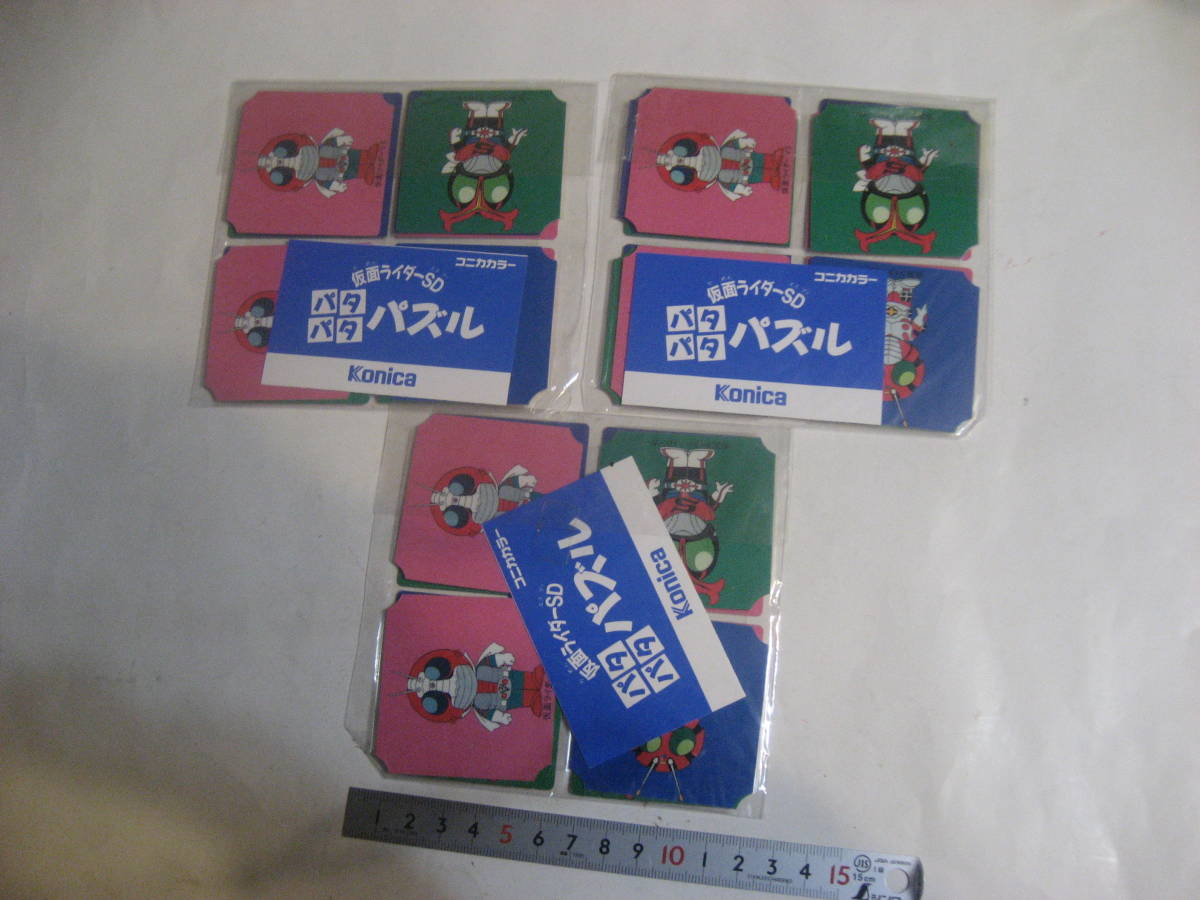 コニカカラー
仮面ライダーSD
パタ
パタ
パズル
Konica
コニカカラー
仮面ライダーSD
パタ
パタ
パズル
Konica
コニカカラー
仮面ライダーSD
パタ
パタ
パズル
Konica
1 2 3 4 5 6 7 8 9 10 1 2 3 4 15
JIS
15cm